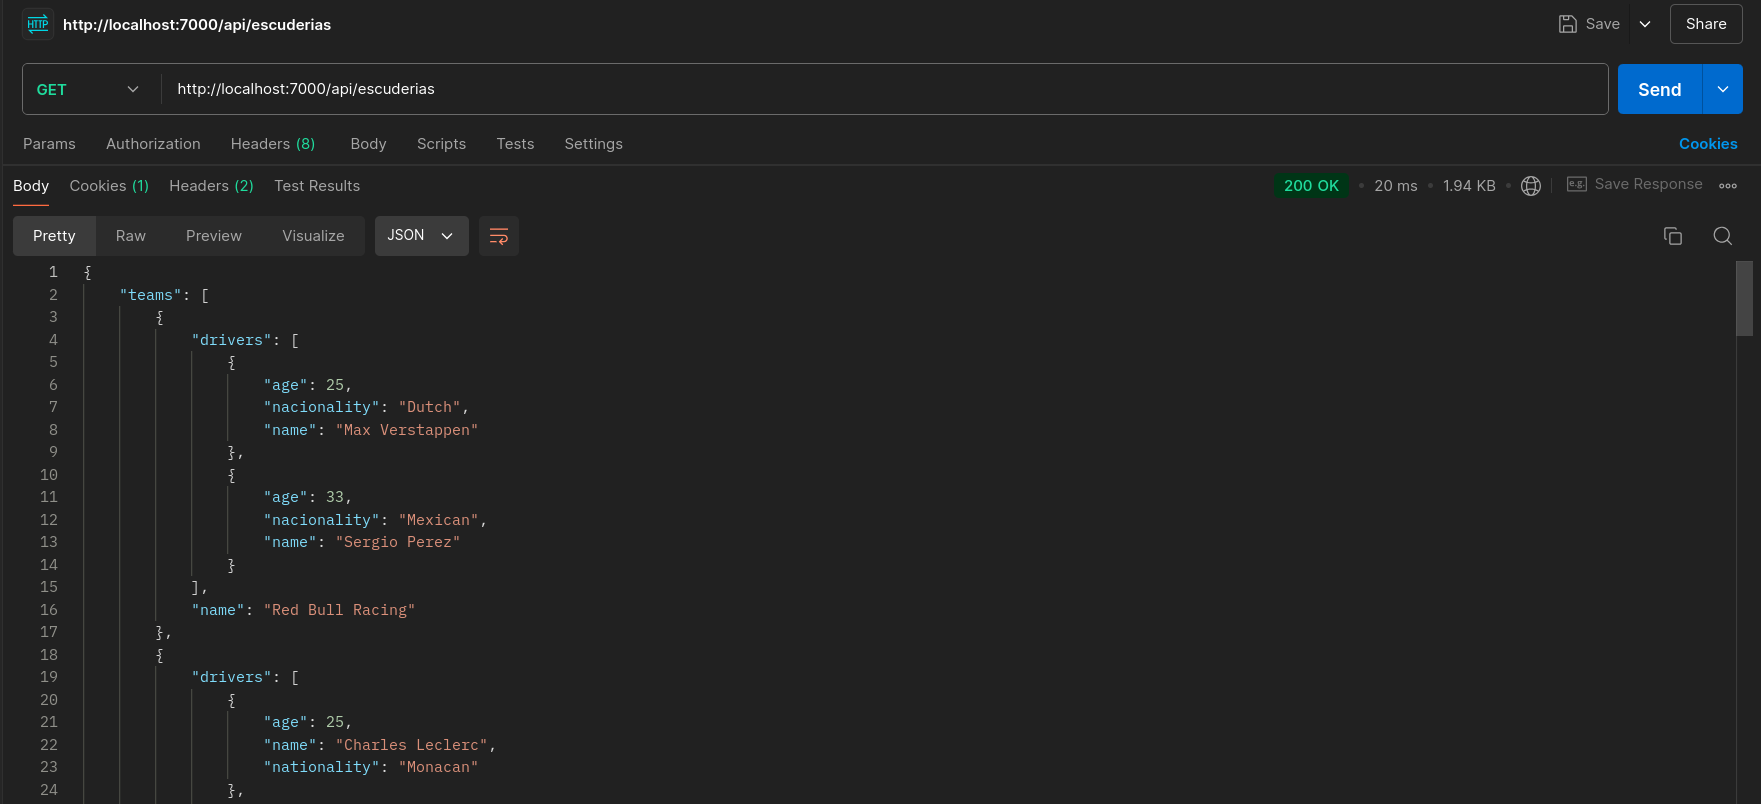 HTTP http://localhost:7000/api/escuderias Save Share
GET http://localhost:7000/api/escuderias Send
Params Authorization Headers (8) Body Scripts Tests Settings Cookies
Body Cookies (1) Headers (2) Test Results 200 OK • 20 ms • 1.94 KB • e.g. Save Response
Pretty Raw Preview Visualize JSON
1 {
2 "teams": [
3 {
4 "drivers": [
5 {
6 "age": 25,
7 "nacionality": "Dutch",
8 "name": "Max Verstappen"
9 },
10 {
11 "age": 33,
12 "nacionality": "Mexican",
13 "name": "Sergio Perez"
14 }
15 ],
16 "name": "Red Bull Racing"
17 },
18 {
19 "drivers": [
20 {
21 "age": 25,
22 "name": "Charles Leclerc",
23 "nationality": "Monacan"
24 },